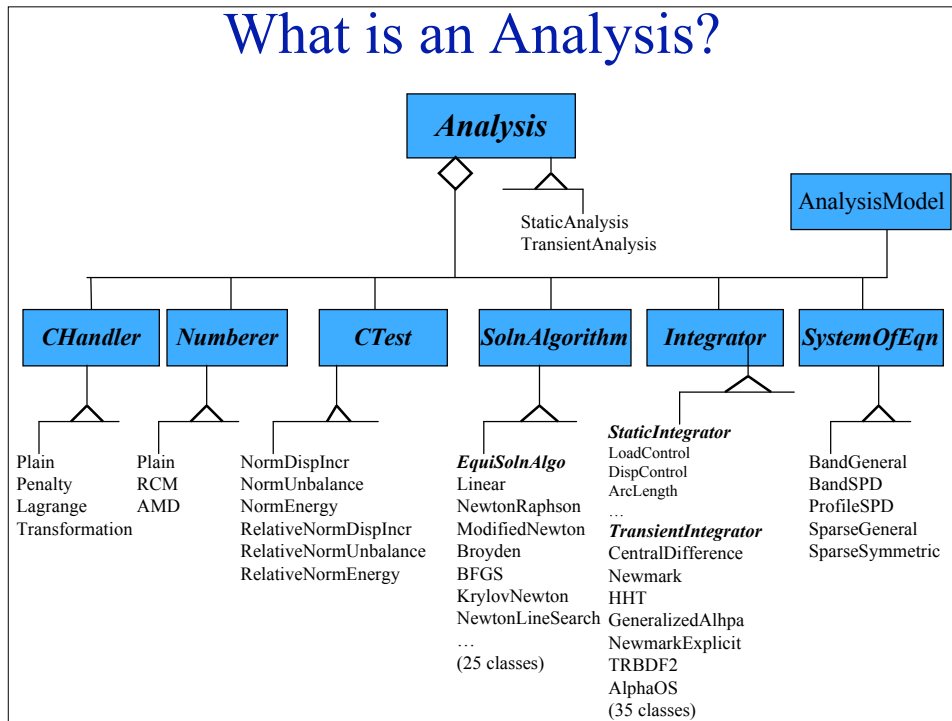 What is an Analysis?
Analysis
AnalysisModel
StaticAnalysis
TransientAnalysis
CHandler
Numberer
CTest
SolnAlgorithm
Integrator
SystemOfEqn
Plain
Penalty
Lagrange
Transformation
Plain
RCM
AMD
NormDispIncr
NormUnbalance
NormEnergy
RelativeNormDispIncr
RelativeNormUnbalance
RelativeNormEnergy
EquiSolnAlgo
Linear
NewtonRaphson
ModifiedNewton
Broyden
BFGS
KrylovNewton
NewtonLineSearch
…
(25 classes)
StaticIntegrator
LoadControl
DispControl
ArcLength
…
TransientIntegrator
CentralDifference
Newmark
HHT
GeneralizedAlhpa
NewmarkExplicit
TRBDF2
AlphaOS
(35 classes)
BandGeneral
BandSPD
ProfileSPD
SparseGeneral
SparseSymmetric